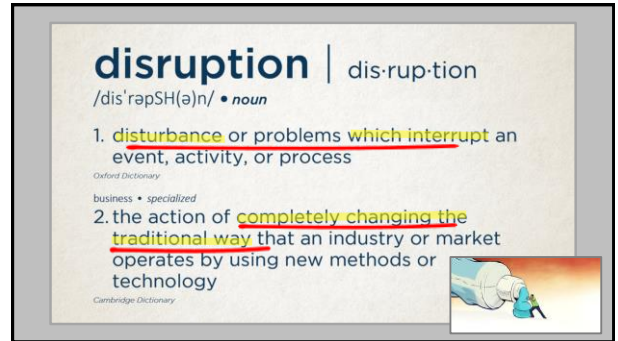 disruption | dis·rup·tion
/disˈrəpSH(ə)n/ • noun
1. disturbance or problems which interrupt an
event, activity, or process
Oxford Dictionary
business • specialized
2. the action of completely changing the
traditional way that an industry or market
operates by using new methods or
technology
Cambridge Dictionary